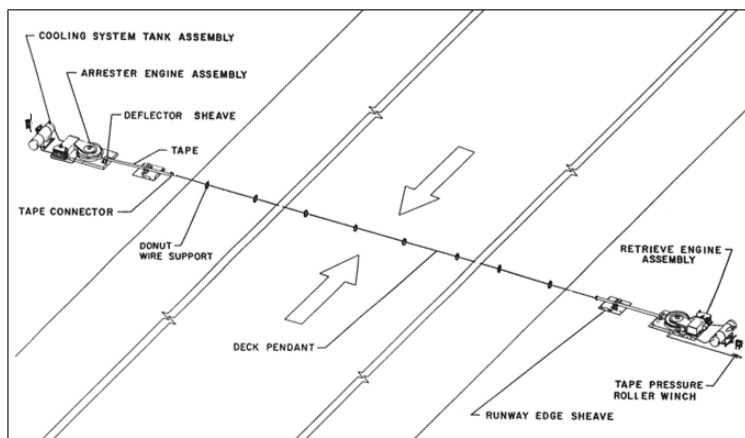 COOLING SYSTEM TANK ASSEMBLY
ARRESTER ENGINE ASSEMBLY
DEFLECTOR SHEAVE
TAPE
TAPE CONNECTOR
DONUT
WIRE SUPPORT
RETRIEVE ENGINE
ASSEMBLY
DECK PENDANT
TAPE PRESSURE
ROLLER WINCH
RUNWAY EDGE SHEAVE